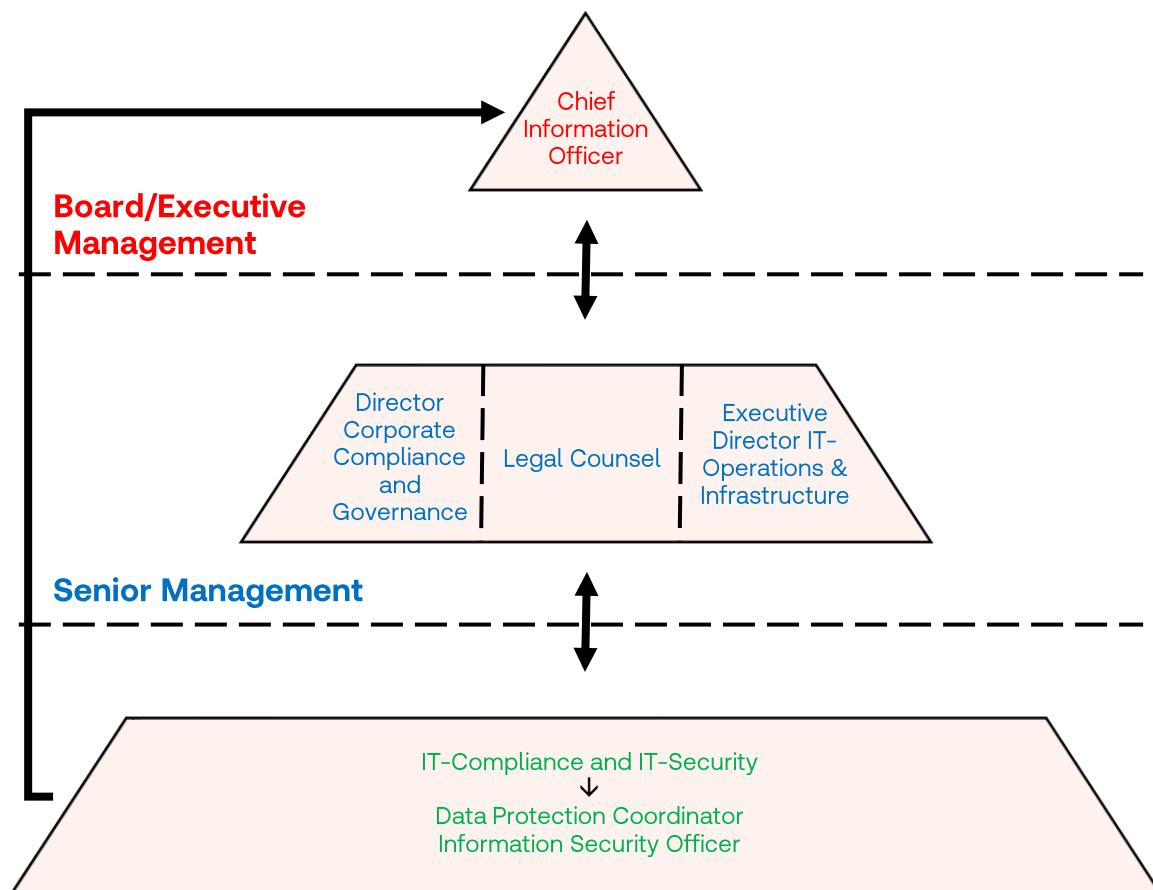 Chief
Information
Officer
Board/Executive
Management
Director
Corporate
Compliance
and
Governance
Legal Counsel
Executive
Director IT-
Operations &
Infrastructure
Senior Management
IT-Compliance and IT-Security
↓
Data Protection Coordinator
Information Security Officer